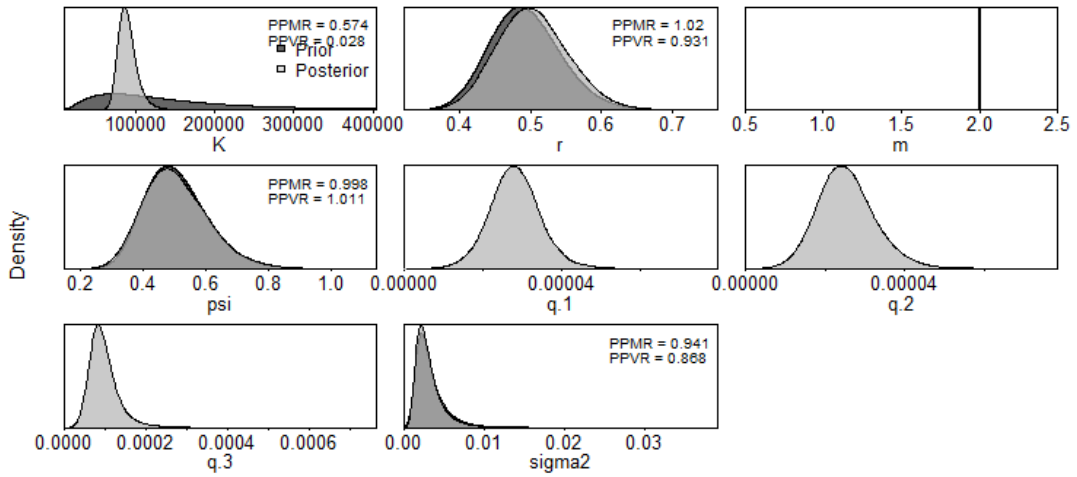 PPMR = 0.574
PPVR = 0.028
Prior
Posterior
100000 200000 300000 400000
K
PPMR = 1.02
PPVR = 0.931
0.4 0.5 0.6 0.7
r
0.5 1.0 1.5 2.0 2.5
m
Density
PPMR = 0.998
PPVR = 1.011
0.2 0.4 0.6 0.8 1.0
psi
0.00000 0.00004
q.1
0.00000 0.00004
q.2
0.0000 0.0002 0.0004 0.0006
q.3
PPMR = 0.941
PPVR = 0.868
0.00 0.01 0.02 0.03
sigma2